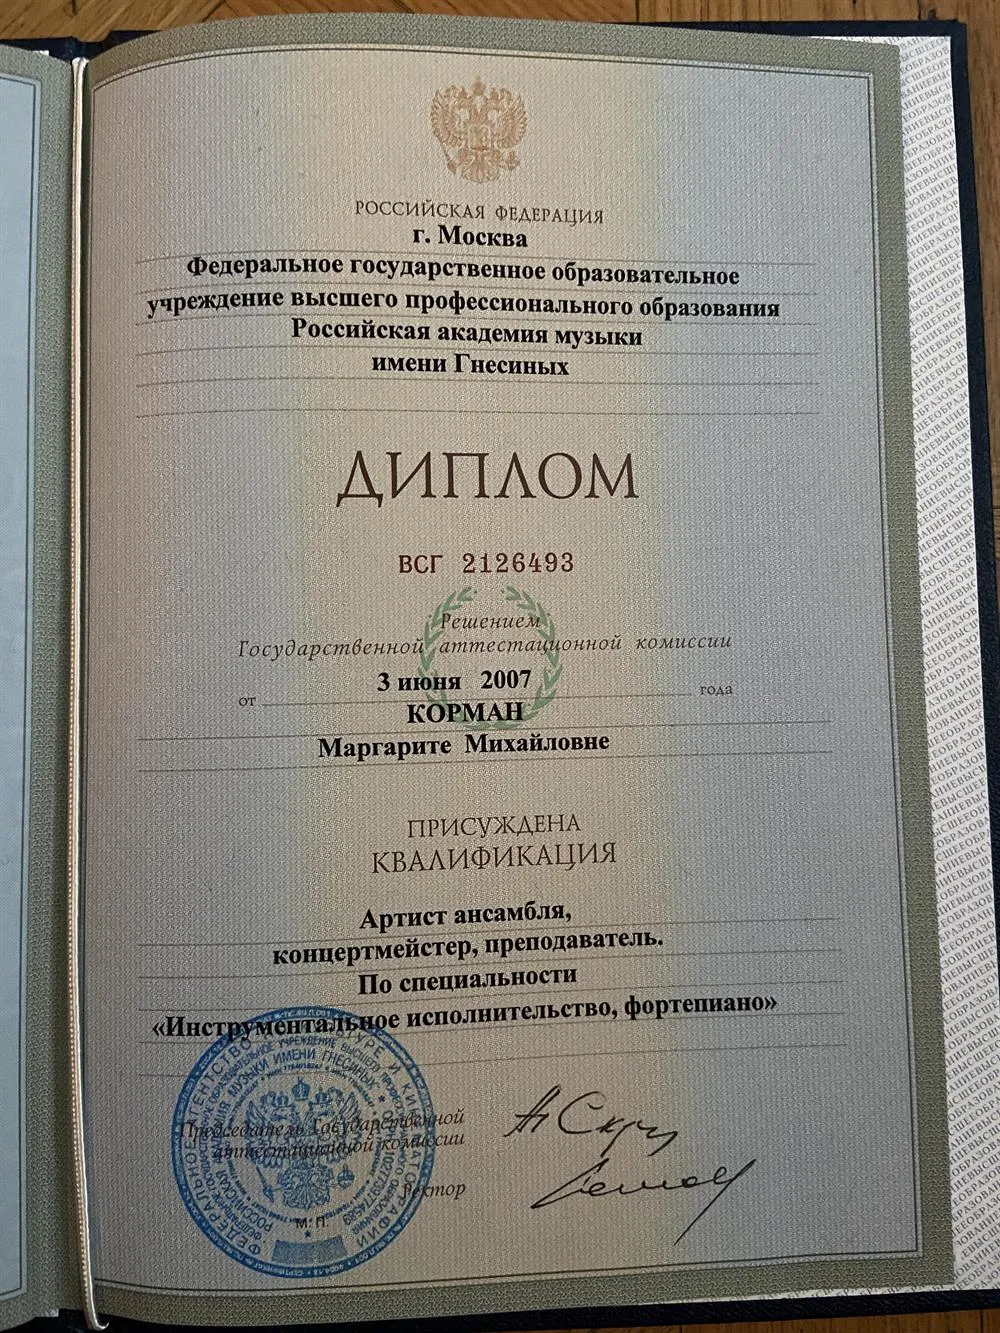 РОССИЙСКАЯ ФЕДЕРАЦИЯ
г. Москва
Федеральное государственное образовательное
учреждение высшего профессионального образования
Российская академия музыки
имени Гнесиных
ДИПЛОМ
ВСГ 2126493
Решением
Государственной аттестационной комиссии
от 3 июня 2007 года
КОРМАН
Маргарите Михайловне
ПРИСУЖДЕНА
КВАЛИФИКАЦИЯ
Артист ансамбля,
концертмейстер, преподаватель.
По специальности
«Инструментальное исполнительство, фортепиано»
Председатель Государственной
аттестационной комиссии
Ректор
М. П.